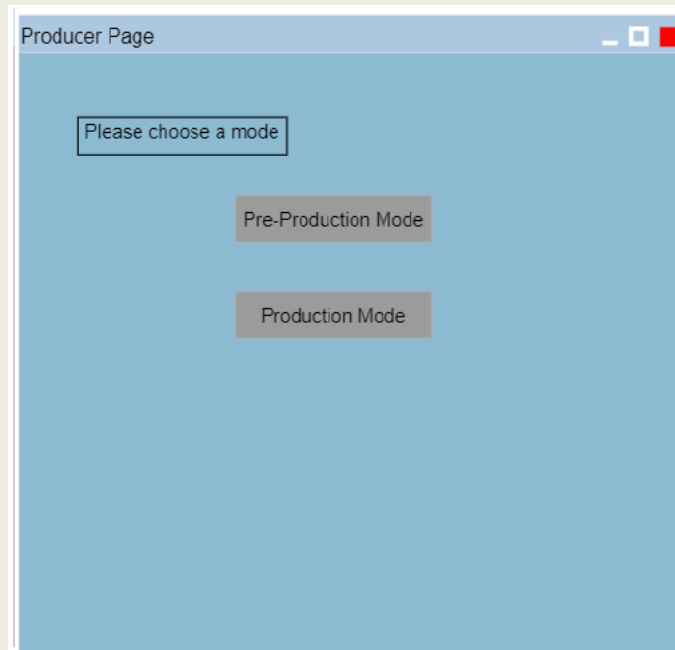 Producer Page
Please choose a mode
Pre-Production Mode
Production Mode